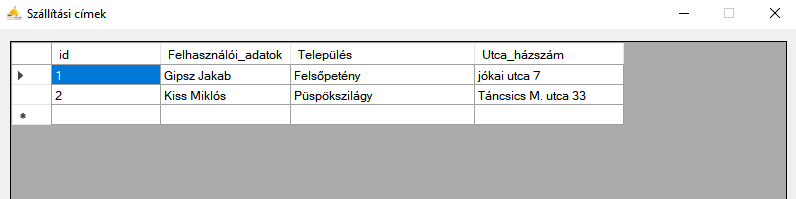 Szállítási címek
id Felhasználói_adatok Település Utca_házszám
1 Gipsz Jakab Felsőpetény jókai utca 7
2 Kiss Miklós Püspökszilágy Táncsics M. utca 33